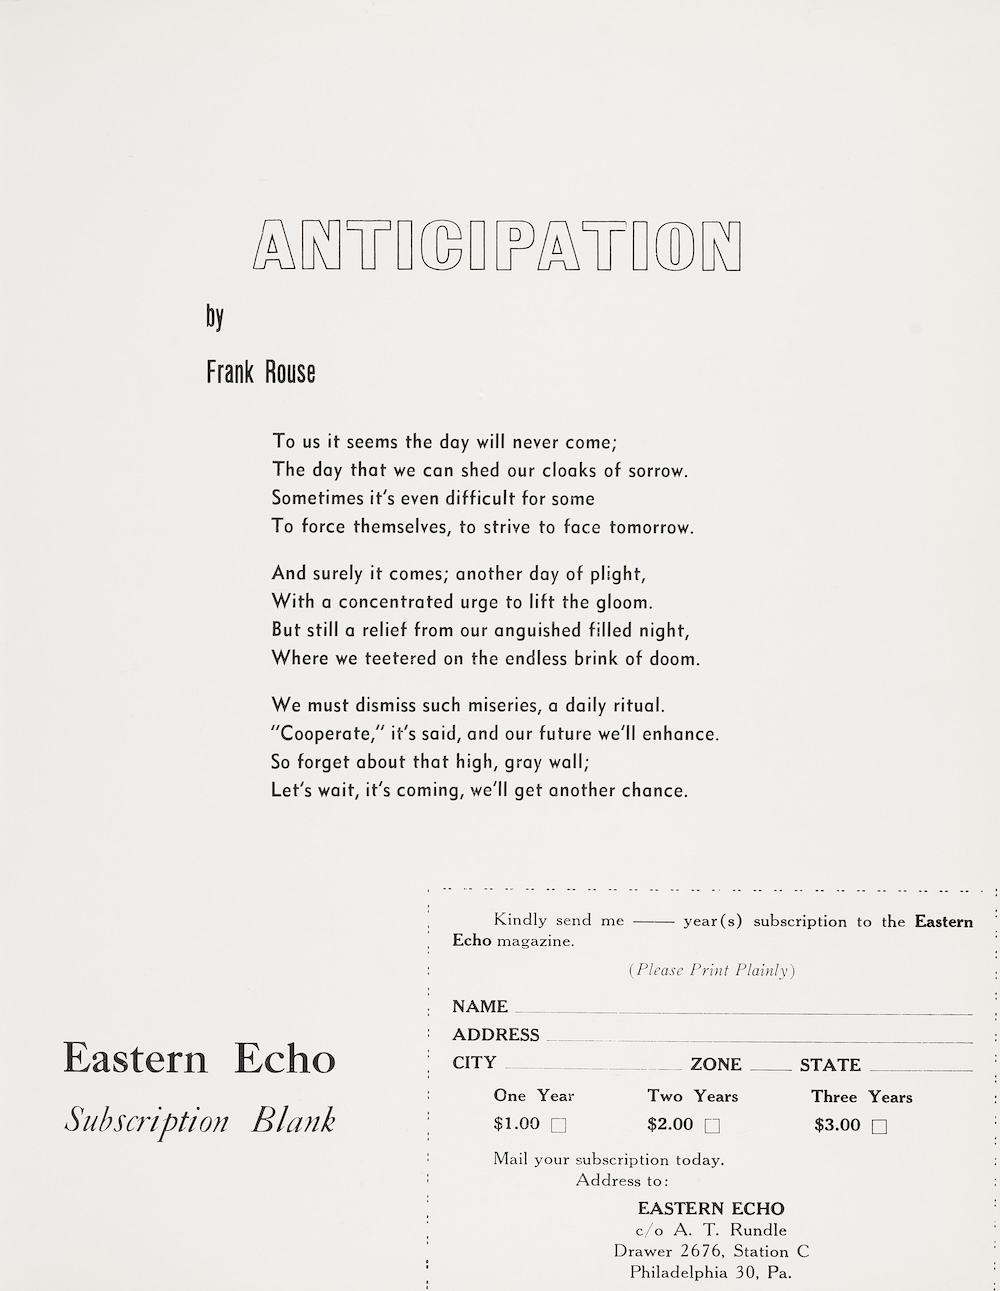 ANTICIPATION
by
Frank Rouse
To us it seems the day will never come;
The day that we can shed our cloaks of sorrow.
Sometimes it's even difficult for some
To force themselves, to strive to face tomorrow.
And surely it comes; another day of plight,
With a concentrated urge to lift the gloom.
But still a relief from our anguished filled night,
Where we teetered on the endless brink of doom.
We must dismiss such miseries, a daily ritual.
"Cooperate," it's said, and our future we'll enhance.
So forget about that high, gray wall;
Let's wait, it's coming, we'll get another chance.
Eastern Echo
Subscription Blank
Kindly send me —— year(s) subscription to the Eastern
Echo magazine.
(Please Print Plainly)
NAME
ADDRESS
CITY ZONE STATE
One Year Two Years Three Years
$1.00 □ $2.00 □ $3.00 □
Mail your subscription today.
Address to:
EASTERN ECHO
c/o A. T. Rundle
Drawer 2676, Station C
Philadelphia 30, Pa.